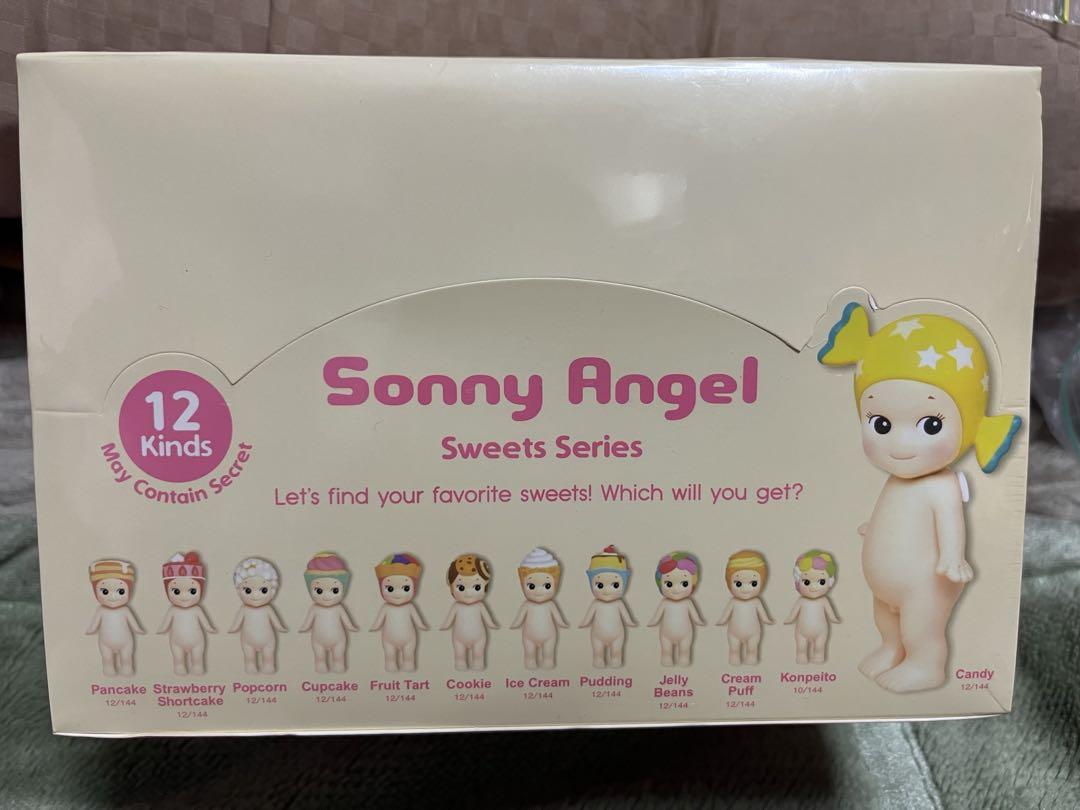 12
Kinds
May Contain Secret
Sonny Angel
Sweets Series
Let's find your favorite sweets! Which will you get?
Pancake
12/144
Strawberry
Shortcake
12/144
Popcorn
12/144
Cupcake
12/144
Fruit Tart
12/144
Cookie
12/144
Ice Cream
12/144
Pudding
12/144
Jelly
Beans
12/144
Cream
Puff
12/144
Konpeito
10/144
Candy
12/144